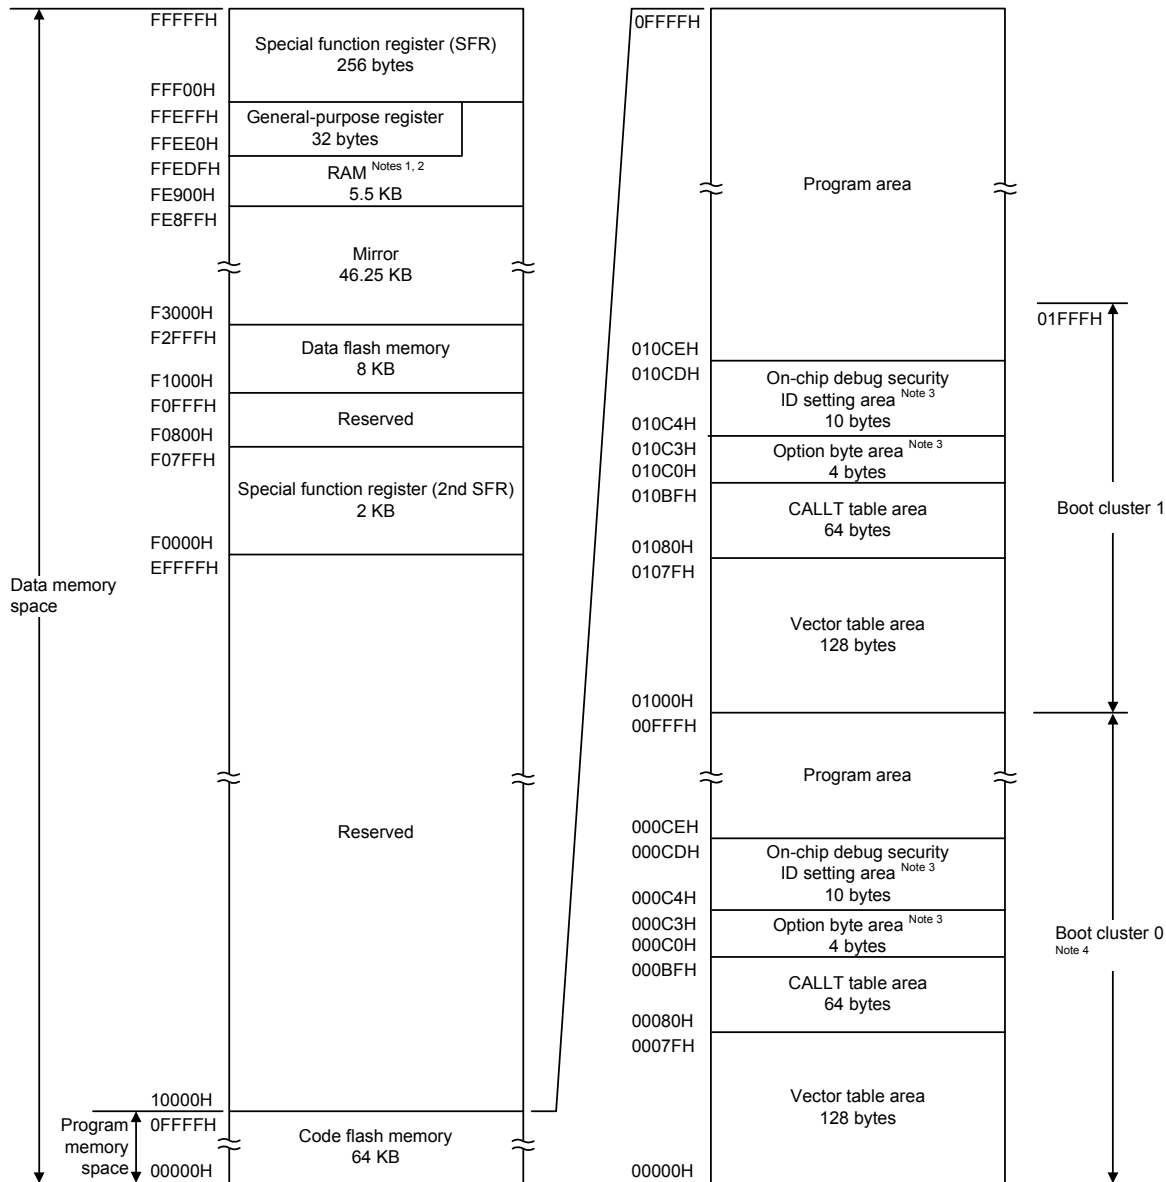 FFFFFH
Special function register (SFR)
256 bytes
FFF00H
FFEFFH
General-purpose register
32 bytes
FFEE0H
FFEDFH
RAM Notes 1, 2
5.5 KB
FE900H
FE8FFH
Mirror
46.25 KB
F3000H
F2FFFH
Data flash memory
8 KB
F1000H
F0FFFH
Reserved
F0800H
F07FFH
Special function register (2nd SFR)
2 KB
F0000H
EFFFFH
Data memory
space
Reserved
10000H
0FFFFH
Program
memory
space
Code flash memory
64 KB
00000H
0FFFFH
Program area
01FFFH
010CEH
010CDH
On-chip debug security
ID setting area Note 3
10 bytes
010C4H
010C3H
Option byte area Note 3
4 bytes
010C0H
010BFH
CALLT table area
64 bytes
Boot cluster 1
01080H
0107FH
Vector table area
128 bytes
01000H
00FFFH
Program area
000CEH
000CDH
On-chip debug security
ID setting area Note 3
10 bytes
000C4H
000C3H
Option byte area Note 3
4 bytes
000C0H
Boot cluster 0
Note 4
000BFH
CALLT table area
64 bytes
00080H
0007FH
Vector table area
128 bytes
00000H